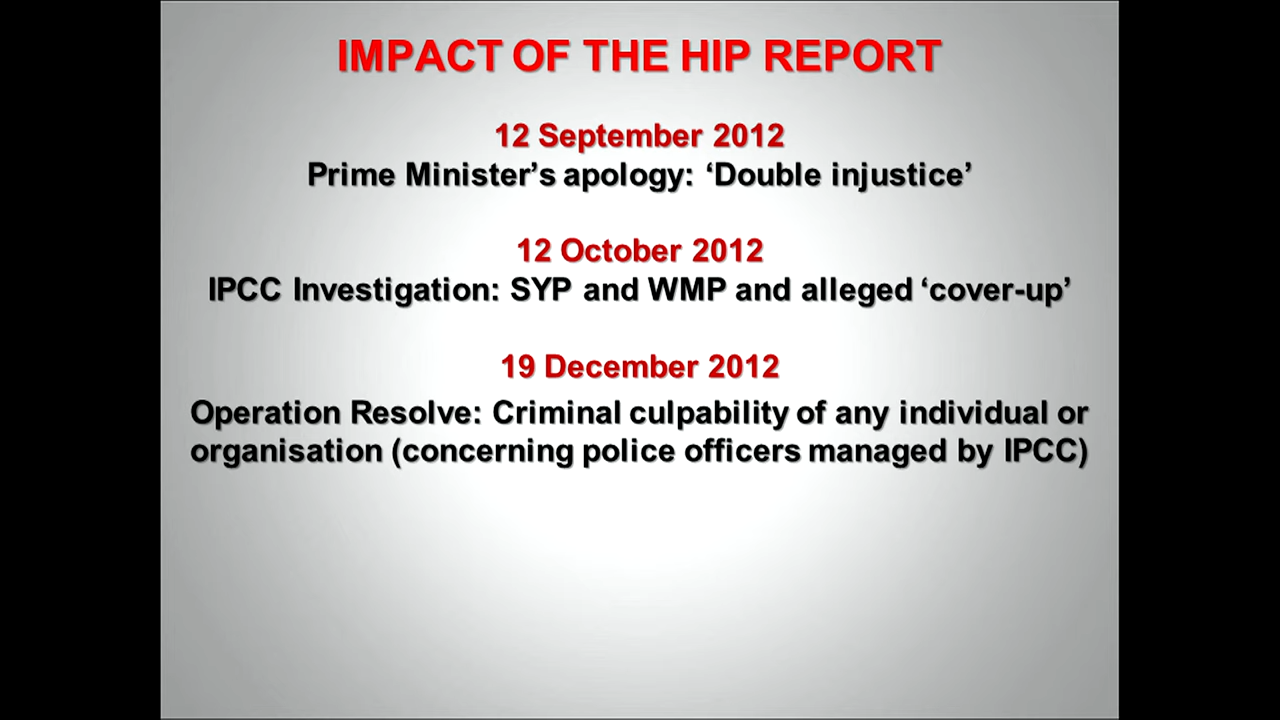 IMPACT OF THE HIP REPORT
12 September 2012
Prime Minister’s apology: ‘Double injustice’
12 October 2012
IPCC Investigation: SYP and WMP and alleged ‘cover-up’
19 December 2012
Operation Resolve: Criminal culpability of any individual or
organisation (concerning police officers managed by IPCC)